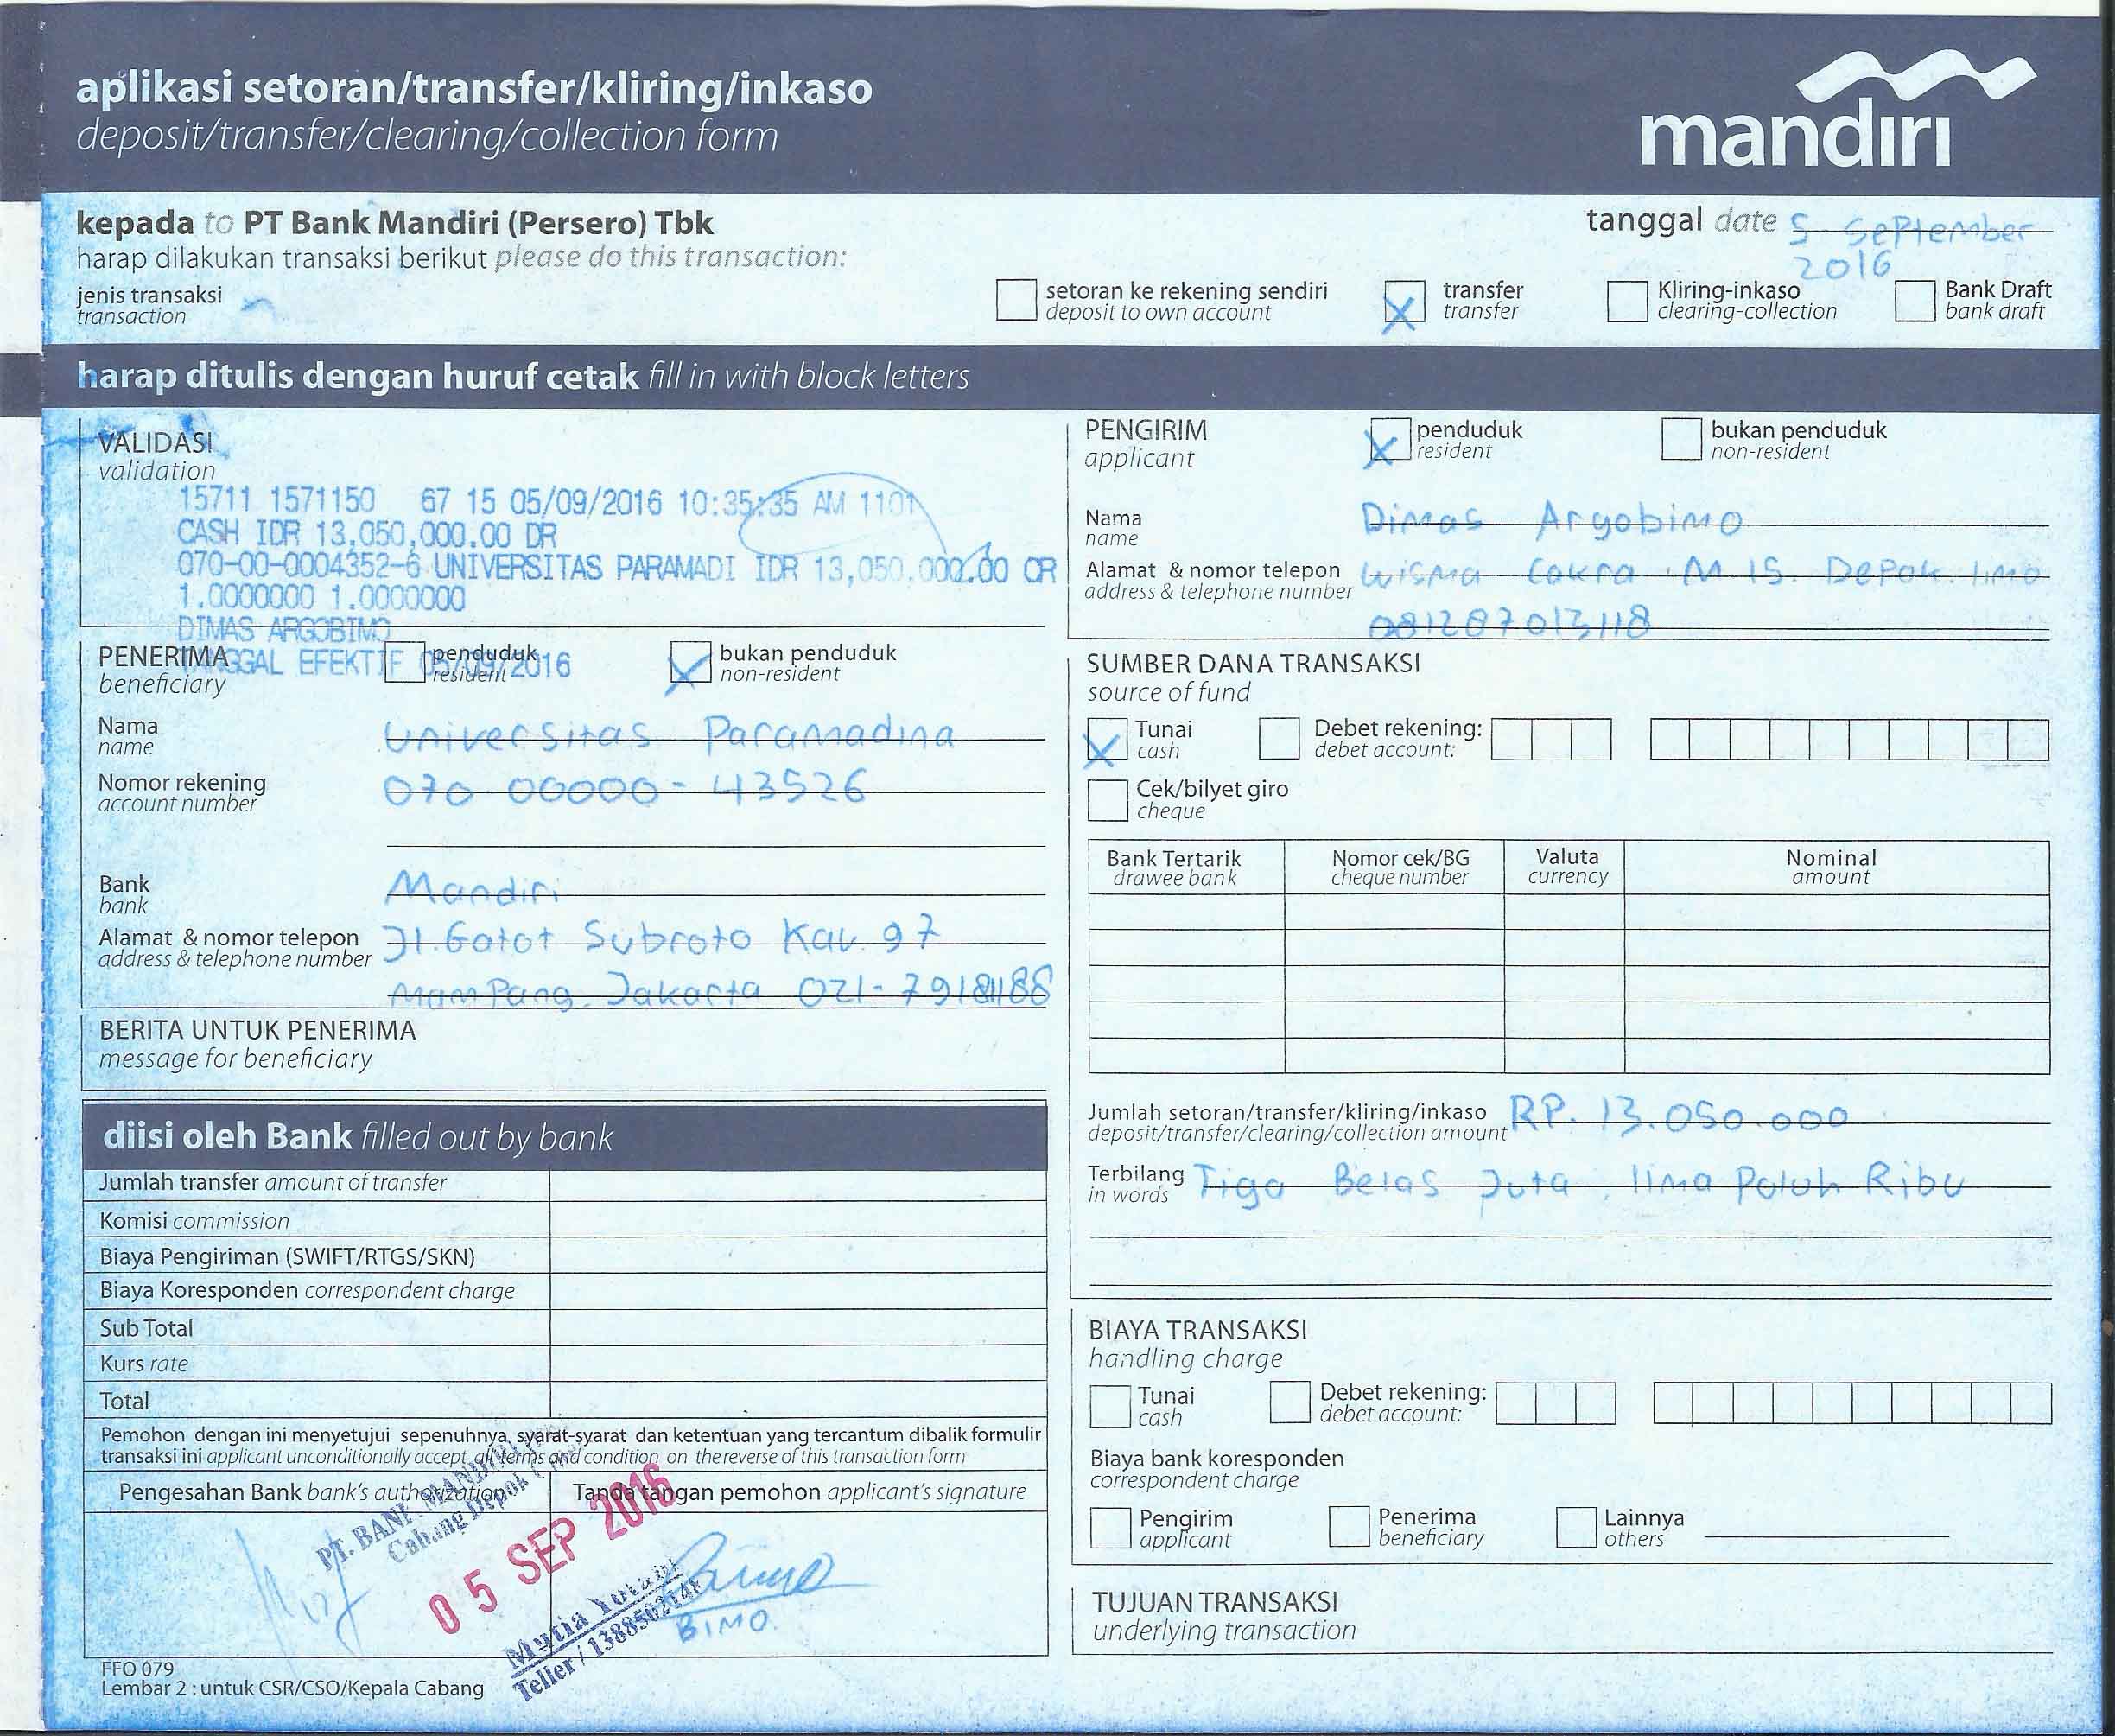 aplikasi setoran/transfer/kliring/inkaso
deposit/transfer/clearing/collection form
mandiri
kepada to PT Bank Mandiri (Persero) Tbk
harap dilakukan transaksi berikut please do this transaction:
tanggal date 5 September
2016
jenis transaksi
transaction
setoran ke rekening sendiri
deposit to own account
transfer
transfer
Kliring-inkaso
clearing-collection
Bank Draft
bank draft
harap ditulis dengan huruf cetak fill in with block letters
VALIDASI
validation
15711 1571150 67 15 05/09/2016 10:35:35 AM 1101
CASH IDR 13,050,000.00 DR
070-00-0004352-6 UNIVERSITAS PARAMADI IDR 13,050,000.00 CR
1.0000000 1.0000000
DIMAS ARGOBIMO
TANGGAL EFEKTIF 05/09/2016
PENERIMA
beneficiary
penduduk
resident
bukan penduduk
non-resident
Nama
name
Universitas Paramadina
Nomor rekening
account number
070 00000-43526
Bank
bank
Mandiri
Alamat & nomor telepon
address & telephone number
Jl. Gatot Subroto Kav. 97
Mampang. Jakarta 021-
BERITA UNTUK PENERIMA
message for beneficiary
diisi oleh Bank filled out by bank
Jumlah transfer amount of transfer
Komisi commission
Biaya Pengiriman (SWIFT/RTGS/SKN)
Biaya Koresponden correspondent charge
Sub Total
Kurs rate
Total
Pemohon dengan ini menyetujui sepenuhnya syarat-syarat dan ketentuan yang tercantum dibalik formulir
transaksi ini applicant unconditionally accept all terms and condition on the reverse of this transaction form
Pengesahan Bank bank's authorization
Tanda tangan pemohon applicant's signature
PT. BANK MANDIRI
Cabang Depok
05 SEP 2016
Mutia
Teller /
BIMO
FFO 079
Lembar 2 : untuk CSR/CSO/Kepala Cabang
PENGIRIM
applicant
penduduk
resident
bukan penduduk
non-resident
Nama
name
Dimas Argobimo
Alamat & nomor telepon
address & telephone number
Wisma Cakra M 15. Depok. limo
081287013118
SUMBER DANA TRANSAKSI
source of fund
Tunai
cash
Debet rekening:
debet account:
Cek/bilyet giro
cheque
Bank Tertarik
drawee bank
Nomor cek/BG
cheque number
Valuta
currency
Nominal
amount
Jumlah setoran/transfer/kliring/inkaso
deposit/transfer/clearing/collection amount
RP. 13.050.000
Terbilang
in words
Tiga Belas Juta, lima Puluh Ribu
BIAYA TRANSAKSI
handling charge
Tunai
cash
Debet rekening:
debet account:
Biaya bank koresponden
correspondent charge
Pengirim
applicant
Penerima
beneficiary
Lainnya
others
TUJUAN TRANSAKSI
underlying transaction